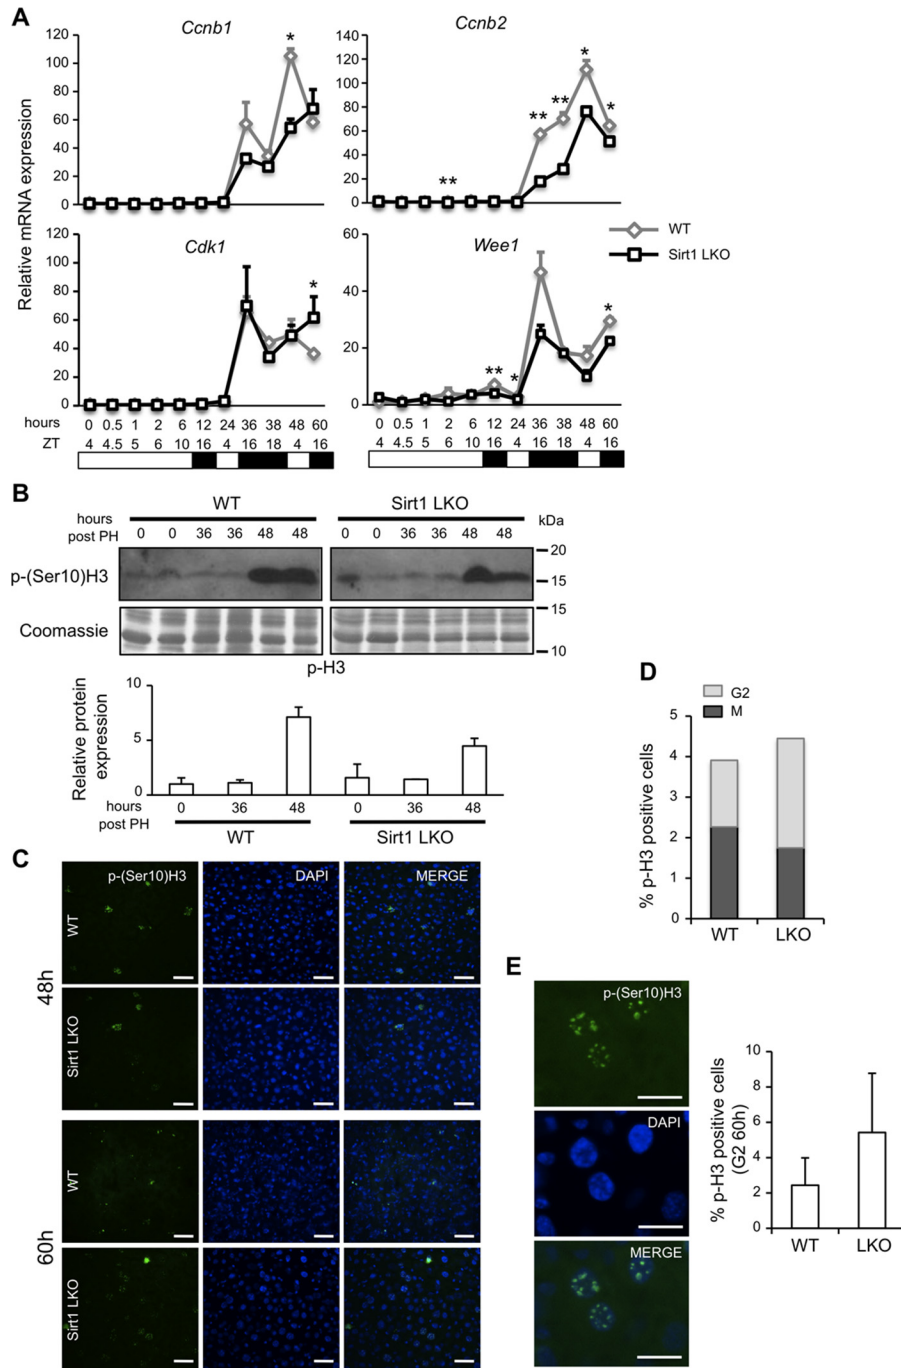 A
Ccnb1
Ccnb2
Relative mRNA expression
120
100
80
60
40
20
0
*
140
120
100
80
60
40
20
0
** ** ** * *
Cdk1
Wee1
WT
Sirt1 LKO
120
100
80
60
40
20
0
*
60
40
20
0
** * *
hours 0 0.5 1 2 6 12 24 36 38 48 60 0 0.5 1 2 6 12 24 36 38 48 60
ZT 4 4.5 5 6 10 16 4 16 18 4 16 4 4.5 5 6 10 16 4 16 18 4 16
B
WT Sirt1 LKO
hours post PH 0 0 36 36 48 48 0 0 36 36 48 48 kDa
20
p-(Ser10)H3 15
15
Coomassie
10
p-H3
Relative protein expression
10
5
0
hours post PH 0 36 48 0 36 48
WT Sirt1 LKO
C
p-(Ser10)H3 DAPI MERGE
48h
WT
Sirt1 LKO
60h
WT
Sirt1 LKO
D
G2
M
% p-H3 positive cells
5
4
3
2
1
0
WT LKO
E
p-(Ser10)H3
DAPI
MERGE
% p-H3 positive cells
(G2 60h)
10
8
6
4
2
0
WT LKO